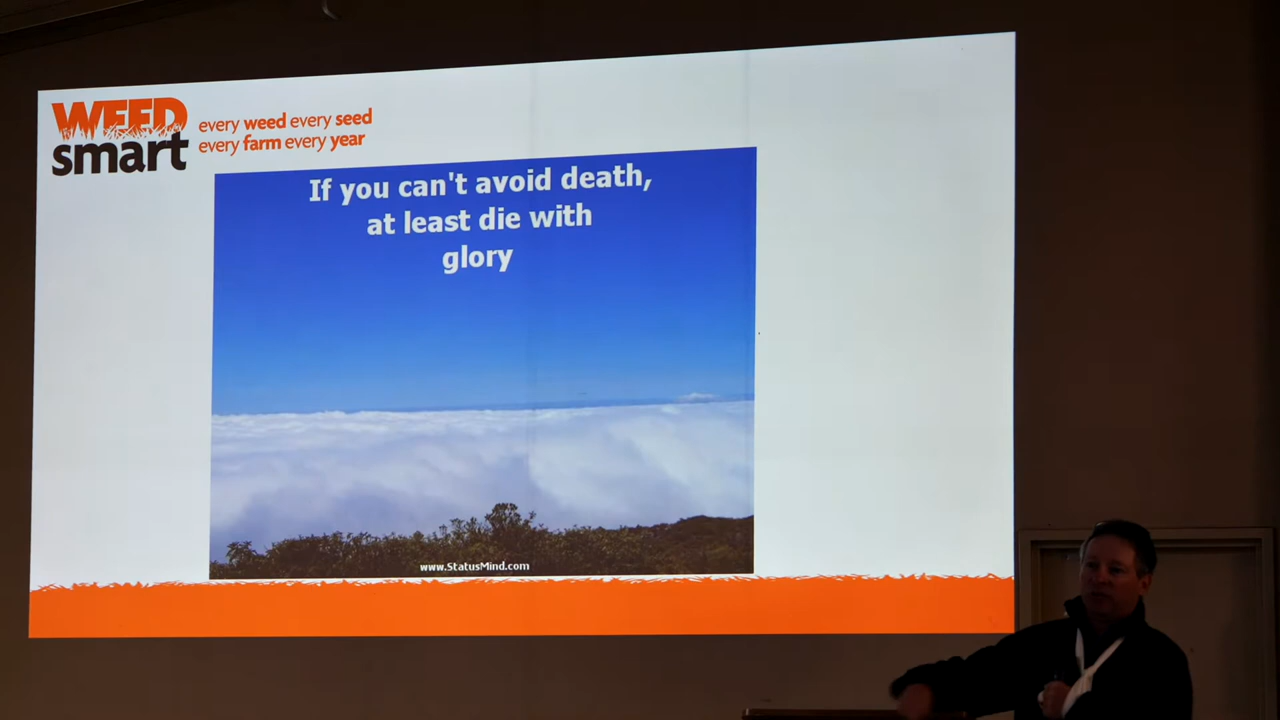 WEED
smart
every weed every seed
every farm every year
If you can't avoid death,
at least die with
glory
www.StatusMind.com